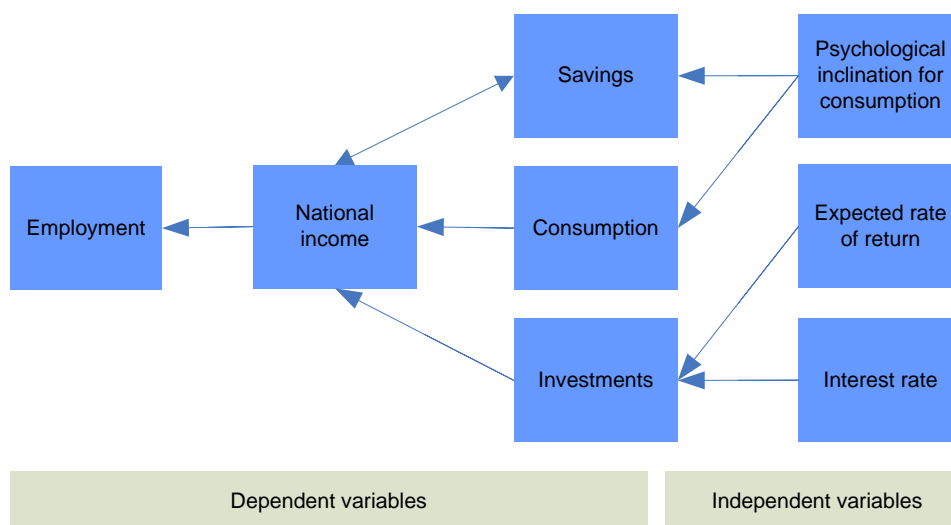 Savings
Psychological
inclination for
consumption
Employment
National
income
Consumption
Expected rate
of return
Investments
Interest rate
Dependent variables
Independent variables